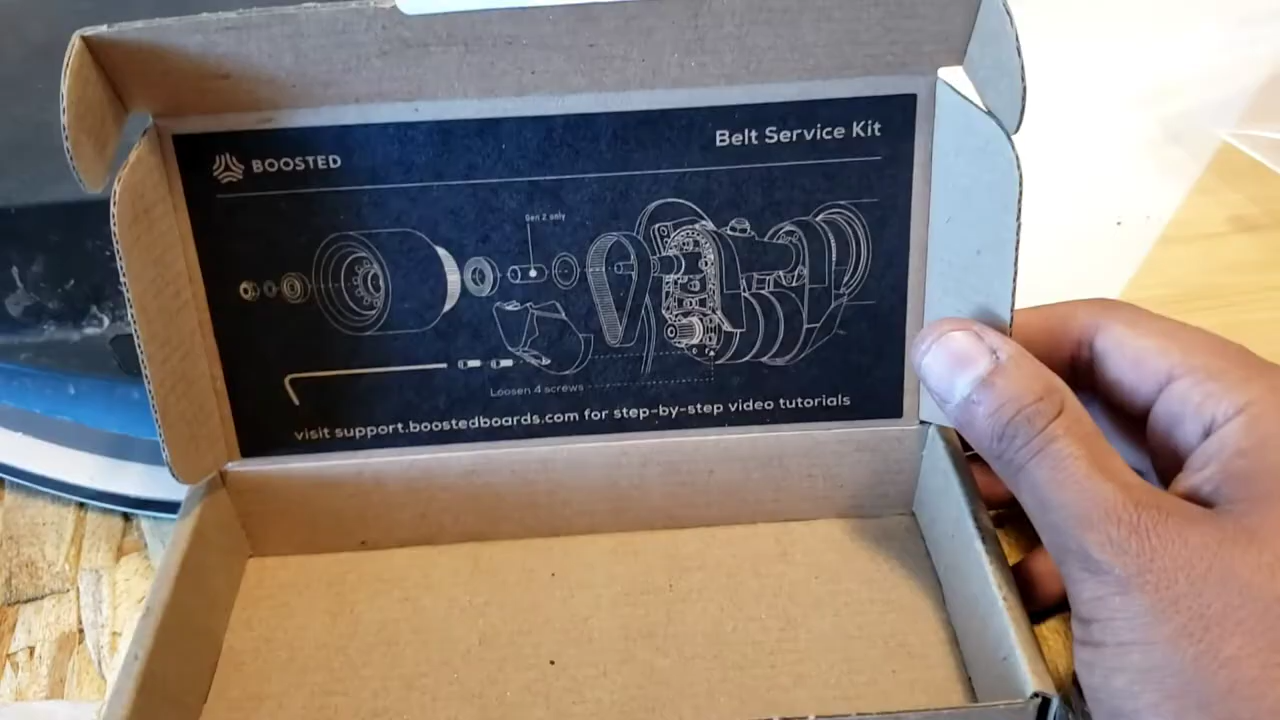 Belt Service Kit
BOOSTED
Gen 2 only
Loosen 4 screws
visit support.boostedboards.com for step-by-step video tutorials